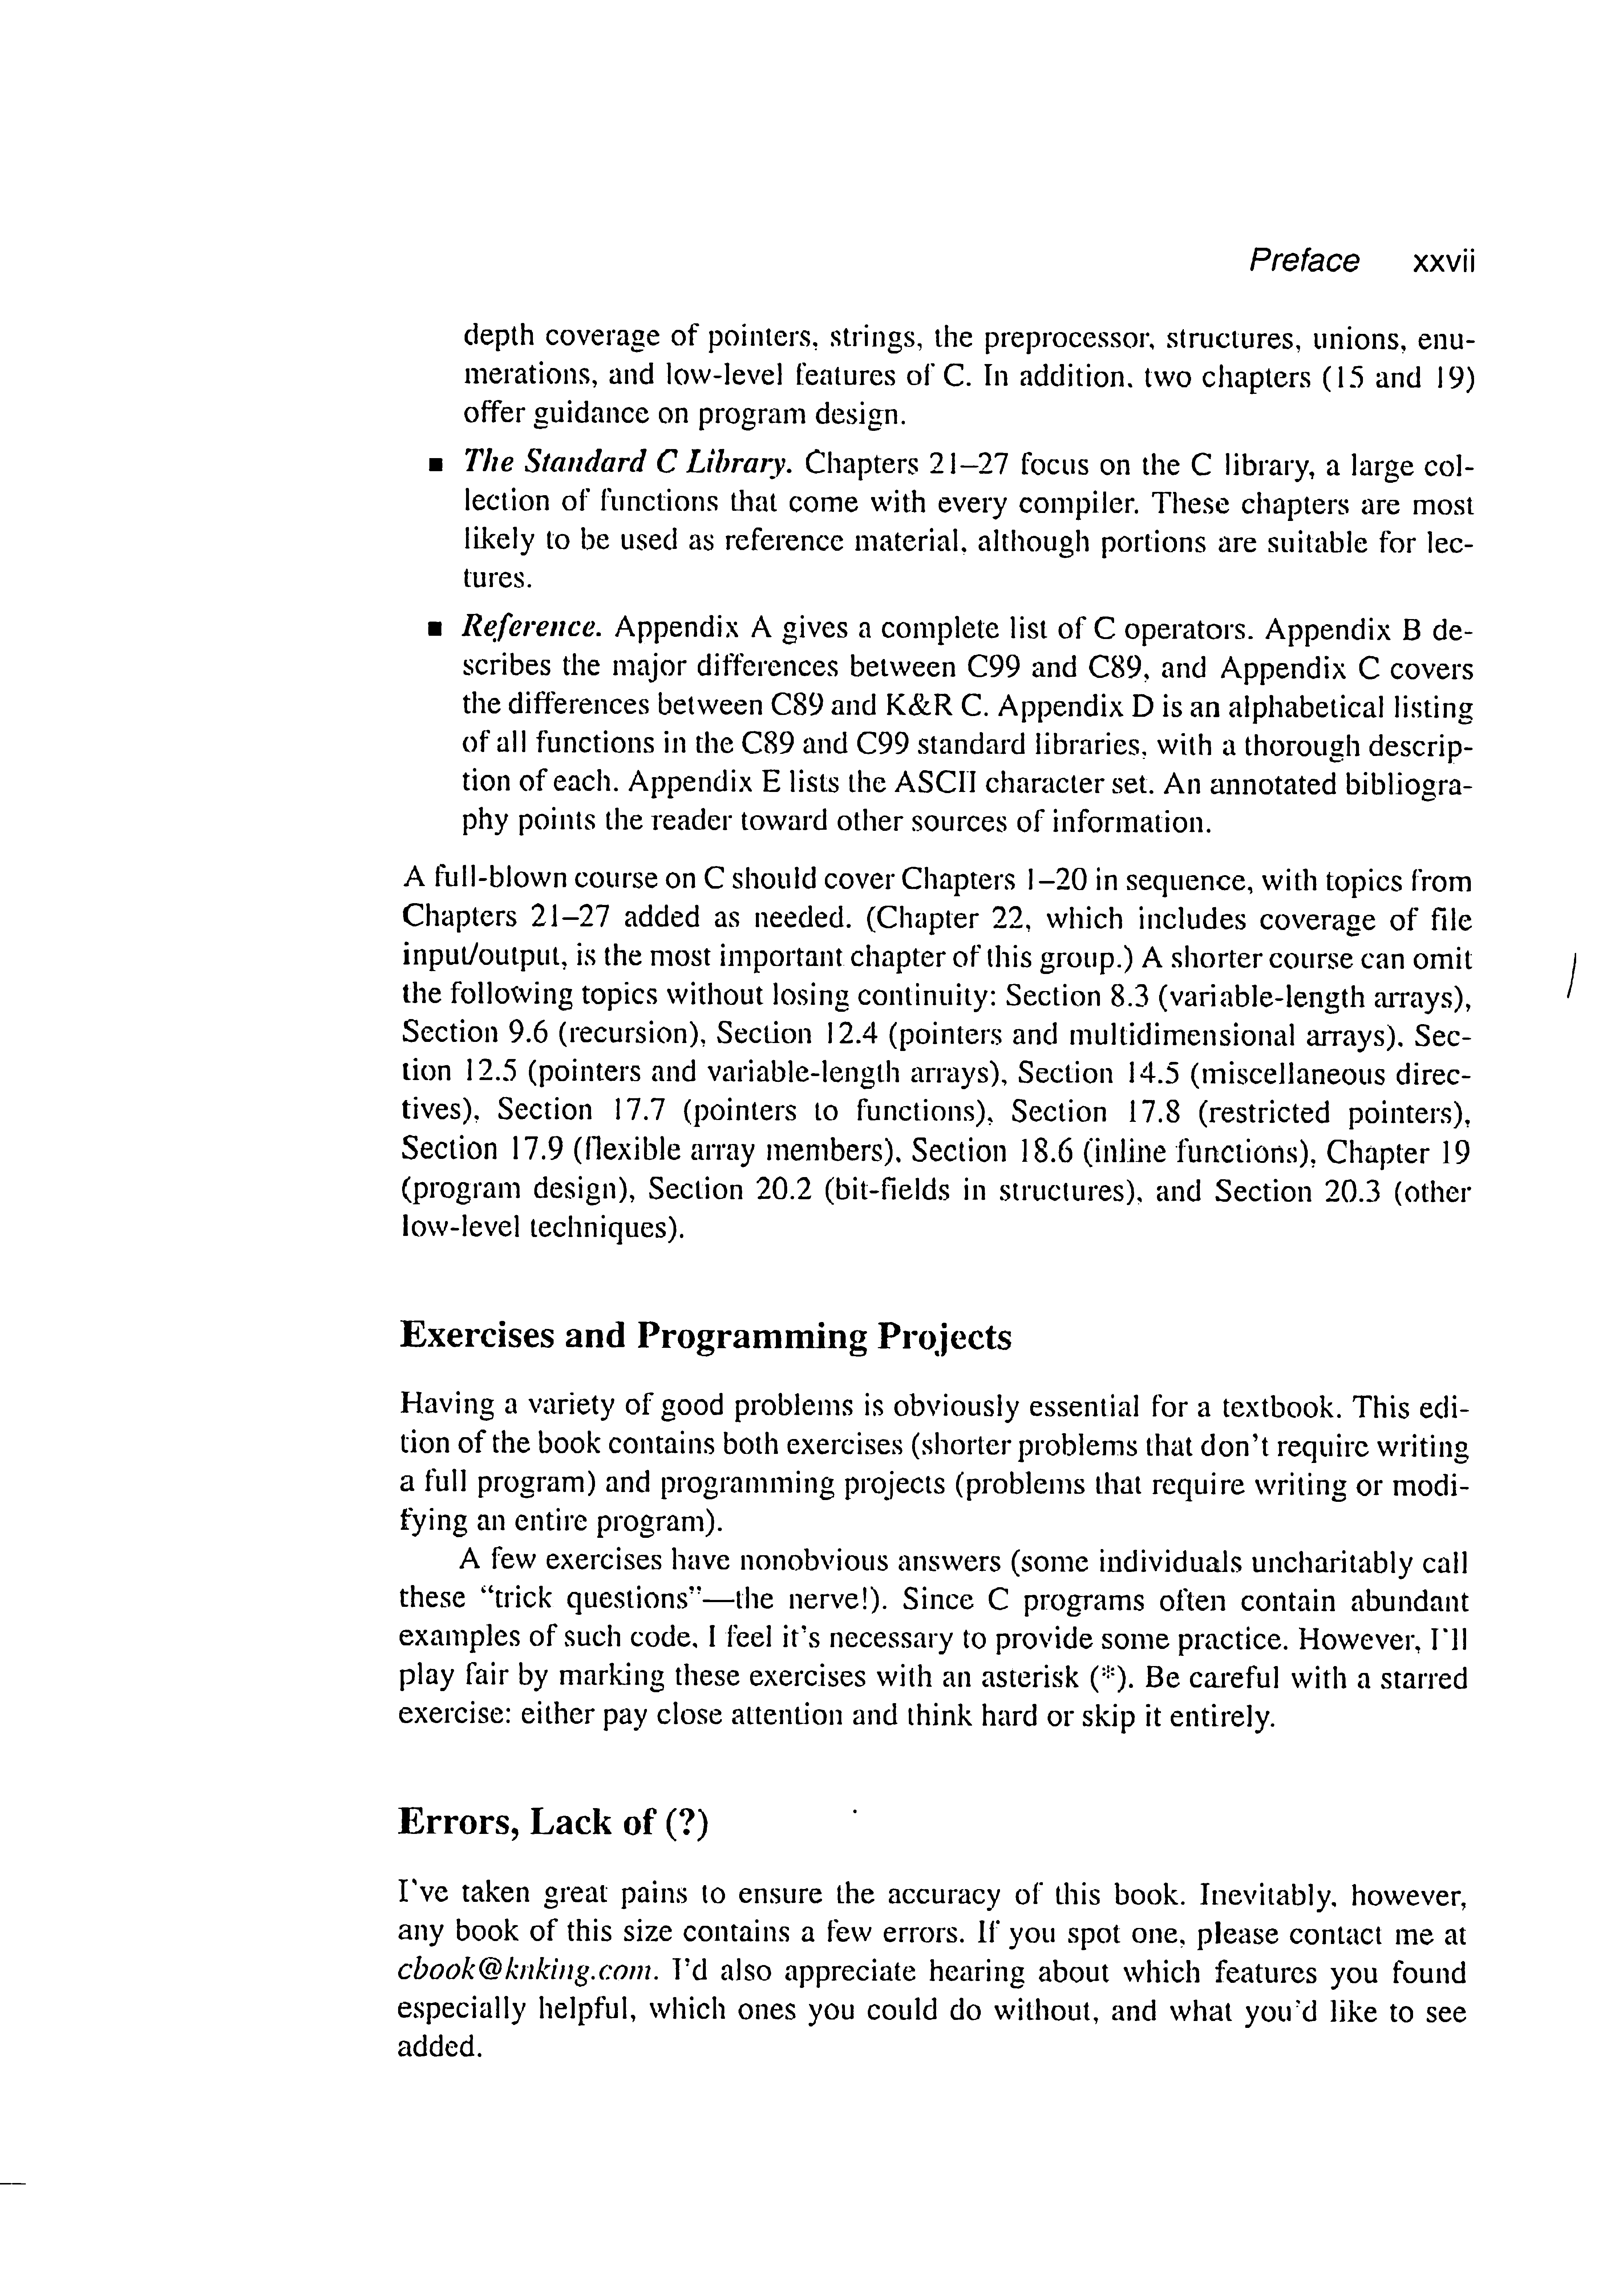 Preface xxvii
depth coverage of pointers, strings, the preprocessor, structures, unions, enu-
merations, and low-level features of C. In addition, two chapters (15 and 19)
offer guidance on program design.
■ The Standard C Library. Chapters 21–27 focus on the C library, a large col-
lection of functions that come with every compiler. These chapters are most
likely to be used as reference material, although portions are suitable for lec-
tures.
■ Reference. Appendix A gives a complete list of C operators. Appendix B de-
scribes the major differences between C99 and C89, and Appendix C covers
the differences between C89 and K&R C. Appendix D is an alphabetical listing
of all functions in the C89 and C99 standard libraries, with a thorough descrip-
tion of each. Appendix E lists the ASCII character set. An annotated bibliogra-
phy points the reader toward other sources of information.
A full-blown course on C should cover Chapters 1–20 in sequence, with topics from
Chapters 21–27 added as needed. (Chapter 22, which includes coverage of file
input/output, is the most important chapter of this group.) A shorter course can omit
the following topics without losing continuity: Section 8.3 (variable-length arrays),
Section 9.6 (recursion), Section 12.4 (pointers and multidimensional arrays), Sec-
tion 12.5 (pointers and variable-length arrays), Section 14.5 (miscellaneous direc-
tives), Section 17.7 (pointers to functions), Section 17.8 (restricted pointers),
Section 17.9 (flexible array members), Section 18.6 (inline functions), Chapter 19
(program design), Section 20.2 (bit-fields in structures), and Section 20.3 (other
low-level techniques).
Exercises and Programming Projects
Having a variety of good problems is obviously essential for a textbook. This edi-
tion of the book contains both exercises (shorter problems that don't require writing
a full program) and programming projects (problems that require writing or modi-
fying an entire program).
A few exercises have nonobvious answers (some individuals uncharitably call
these “trick questions”—the nerve!). Since C programs often contain abundant
examples of such code, I feel it's necessary to provide some practice. However, I'll
play fair by marking these exercises with an asterisk (*). Be careful with a starred
exercise: either pay close attention and think hard or skip it entirely.
Errors, Lack of (?)
I've taken great pains to ensure the accuracy of this book. Inevitably, however,
any book of this size contains a few errors. If you spot one, please contact me at
cbook@knking.com. I'd also appreciate hearing about which features you found
especially helpful, which ones you could do without, and what you'd like to see
added.